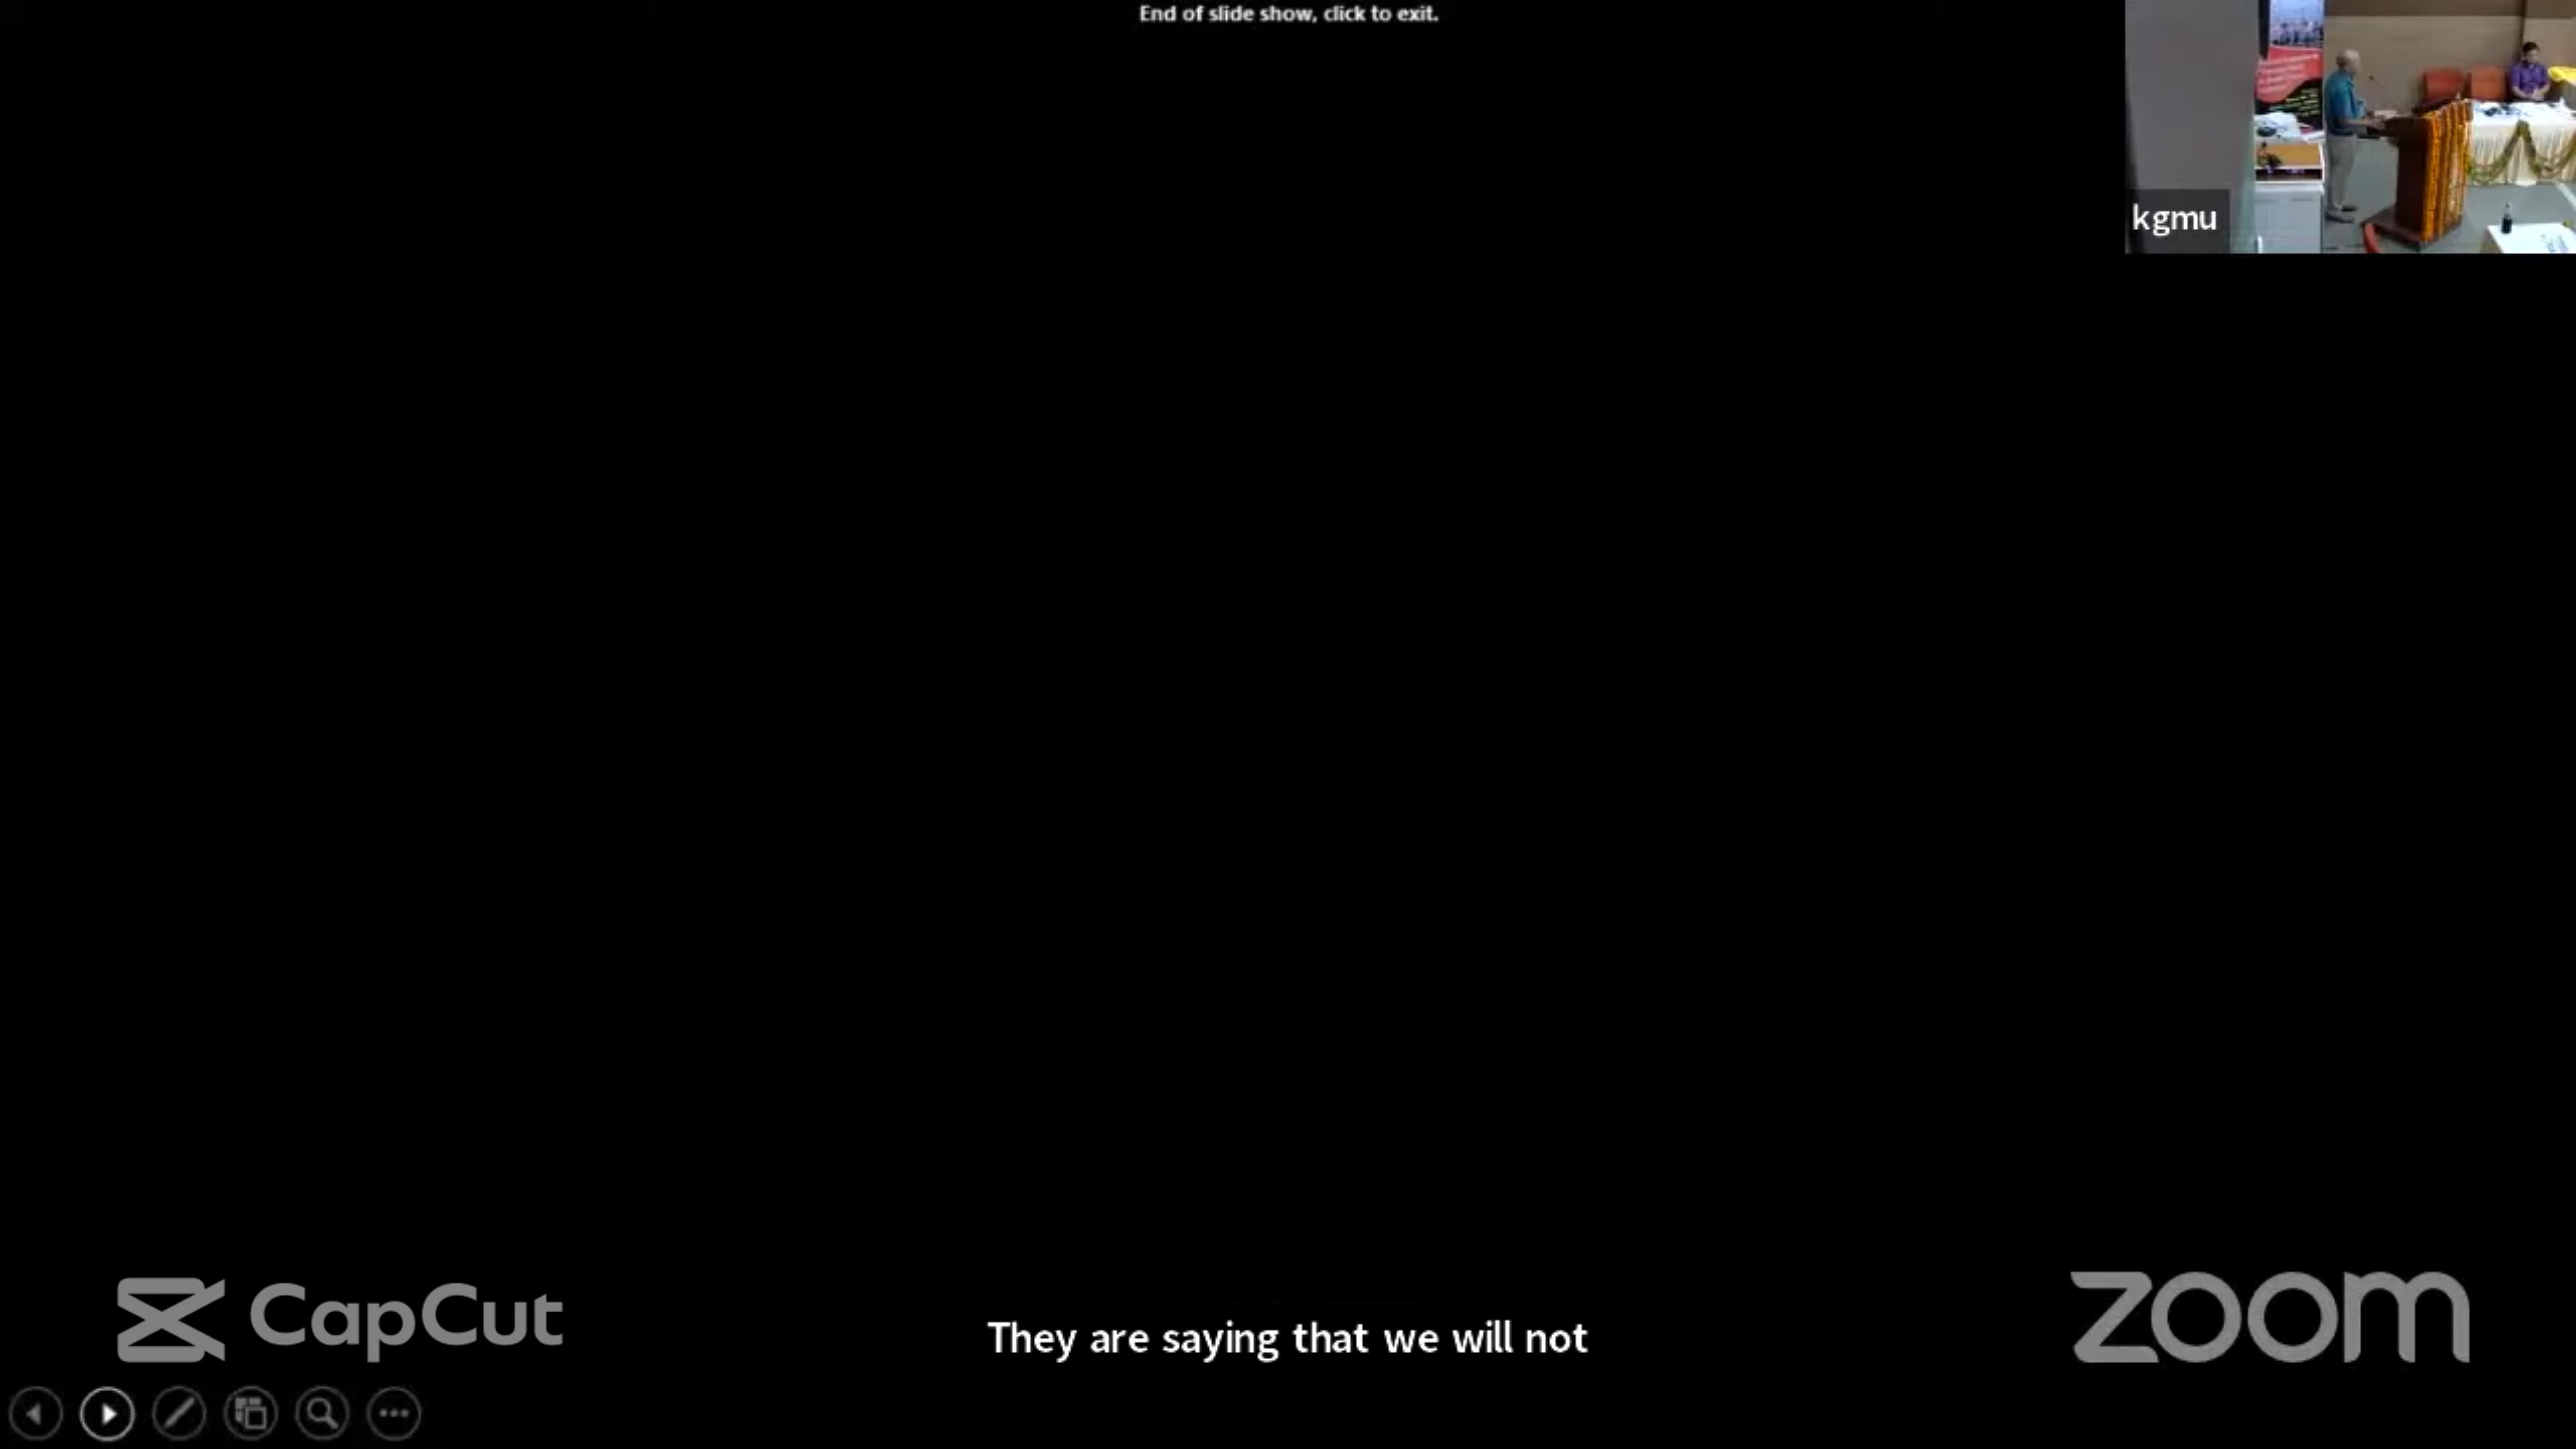 End of slide show, click to exit.
kgmu
They are saying that we will not
CapCut
zoom